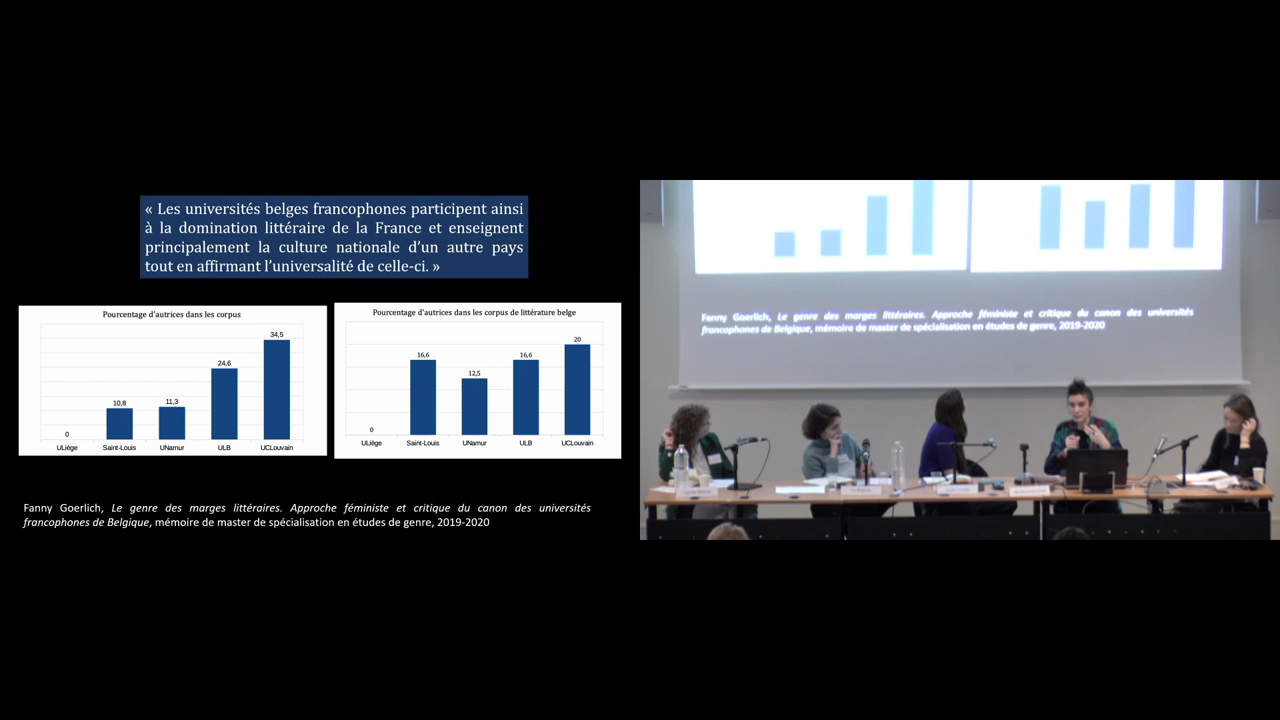 « Les universités belges francophones participent ainsi
à la domination littéraire de la France et enseignent
principalement la culture nationale d'un autre pays
tout en affirmant l'universalité de celle-ci. »
Pourcentage d'autrices dans les corpus
0
10,8
11,3
24,6
34,5
ULiège
Saint-Louis
UNamur
ULB
UCLouvain
Pourcentage d'autrices dans les corpus de littérature belge
0
16,6
12,5
16,6
20
ULiège
Saint-Louis
UNamur
ULB
UCLouvain
Fanny Goerlich, Le genre des marges littéraires. Approche féministe et critique du canon des universités
francophones de Belgique, mémoire de master de spécialisation en études de genre, 2019-2020
Fanny Goerlich, Le genre des marges littéraires. Approche féministe et critique du canon des universités
francophones de Belgique, mémoire de master de spécialisation en études de genre, 2019-2020